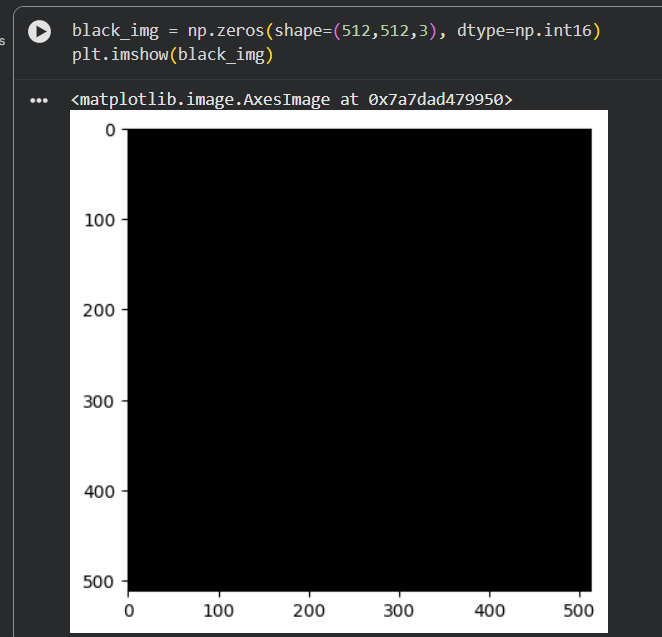 s
black_img = np.zeros(shape=(512,512,3), dtype=np.int16)
plt.imshow(black_img)
<matplotlib.image.AxesImage at 0x7a7dad479950>
0
100
200
300
400
500
0 100 200 300 400 500